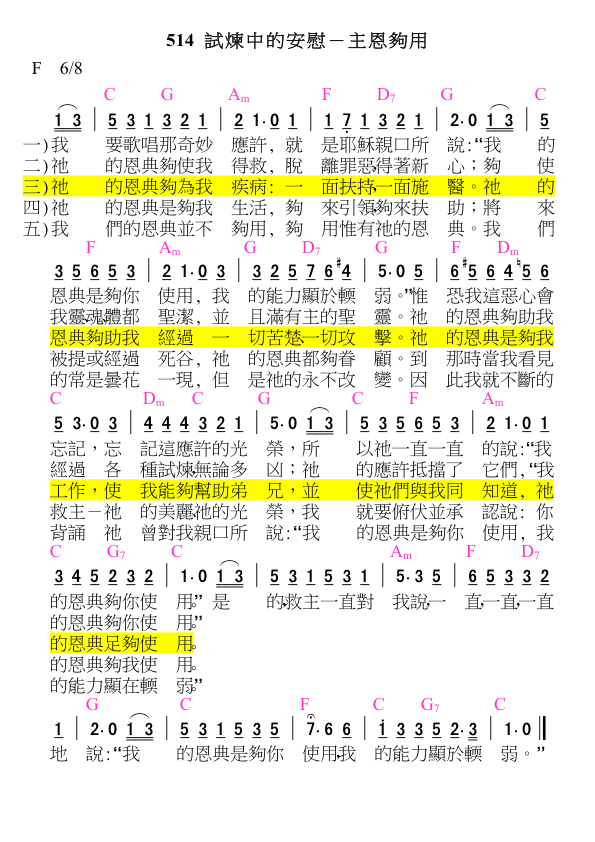 514 試煉中的安慰－主恩夠用
F 6/8
C G Am F D7 G C
1 3 | 5 3 1 3 2 1 | 2 1·0 1 | 1 7 1 3 2 1 | 2·0 1 3 | 5
一)我 要歌唱那奇妙 應許, 就 是耶穌親口所 說:“我 的
二)祂 的恩典夠使我 得救, 脫 離罪惡,得著新 心；夠 使
三)祂 的恩典夠為我 疾病: 一 面扶持,一面施 醫。祂 的
四)祂 的恩典是夠我 生活, 夠 來引領,夠來扶 助；將 來
五)我 們的恩典並不 夠用, 夠 用惟有祂的恩 典。我 們
F Am G D7 G F Dm
3 5 6 5 3 | 2 1·0 3 | 3 2 5 7 6 #4 | 5·0 5 | 6 #5 6 4 ♮5 6
恩典是夠你 使用, 我 的能力顯於輭 弱。”惟 恐我這惡心會
我靈、魂、體都 聖潔, 並 且滿有主的聖 靈。祂 的恩典夠助我
恩典夠助我 經過 一 切苦楚、一切攻 擊。祂 的恩典是夠我
被提或經過 死谷, 祂 的恩典都夠眷 顧。到 那時當我看見
的常是曇花 一現, 但 是祂的永不改 變。因 此我就不斷的
C Dm C G C F Am
5 3·0 3 | 4 4 4 3 2 1 | 5·0 1 3 | 5 3 5 6 5 3 | 2 1·0 1
忘記，忘 記這應許的光 榮，所 以祂一直一直 的說:“我
經過 各 種試煉,無論多 凶；祂 的應許抵擋了 它們, “我
工作，使 我能夠幫助弟 兄，並 使祂們與我同 知道, 祂
救主－祂 的美麗祂的光 榮，我 就要俯伏並承 認說: 你
背誦 祂 曾對我親口所 說:“我 的恩典是夠你 使用, 我
C G7 C Am F D7
3 4 5 2 3 2 | 1·0 1 3 | 5 3 1 5 3 1 | 5·3 5 | 6 5 3 3 2
的恩典夠你使 用。” 是 的,救主一直對 我說,一 直一直,一直
的恩典夠你使 用。”
的恩典足夠使 用。
的恩典夠我使 用。
的能力顯在輭 弱。”
G C F C G7 C
1 | 2·0 1 3 | 5 3 1 5 3 5 | 7·6 6 | 1 3 3 5 2·3 | 1·0
地 說:“我 的恩典是夠你 使用,我 的能力顯於輭 弱。”